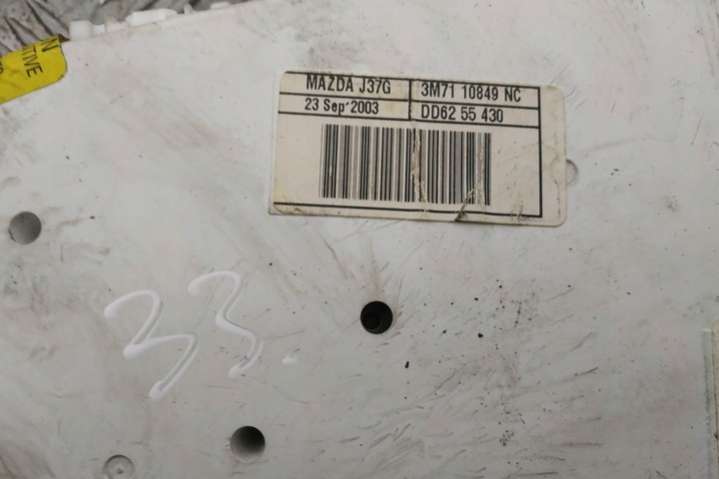 MAZDA J37G 3M71 10849 NC
23 Sep'2003 DD62 55 430
33.